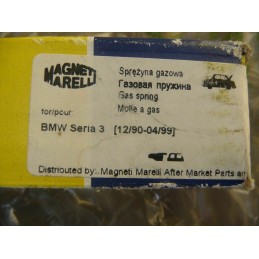 MAGNETI
MARELLI
Sprężyna gazowa
Газовая пружина
Gas spring
Molla a gas
for/pour
BMW Seria 3 [12/90-04/99]
Distributed by: Magneti Marelli After Market Parts an